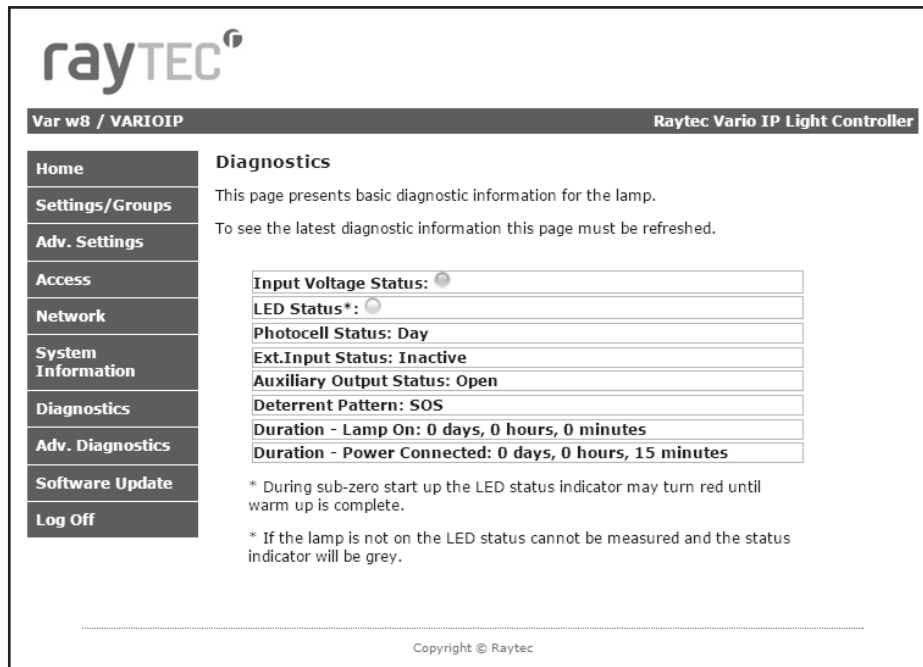 rayTEC
Var w8 / VARIOIP
Raytec Vario IP Light Controller
Home
Settings/Groups
Adv. Settings
Access
Network
System
Information
Diagnostics
Adv. Diagnostics
Software Update
Log Off
Diagnostics
This page presents basic diagnostic information for the lamp.
To see the latest diagnostic information this page must be refreshed.
Input Voltage Status:
LED Status*:
Photocell Status: Day
Ext.Input Status: Inactive
Auxiliary Output Status: Open
Deterrent Pattern: SOS
Duration - Lamp On: 0 days, 0 hours, 0 minutes
Duration - Power Connected: 0 days, 0 hours, 15 minutes
* During sub-zero start up the LED status indicator may turn red until
warm up is complete.
* If the lamp is not on the LED status cannot be measured and the status
indicator will be grey.
Copyright © Raytec